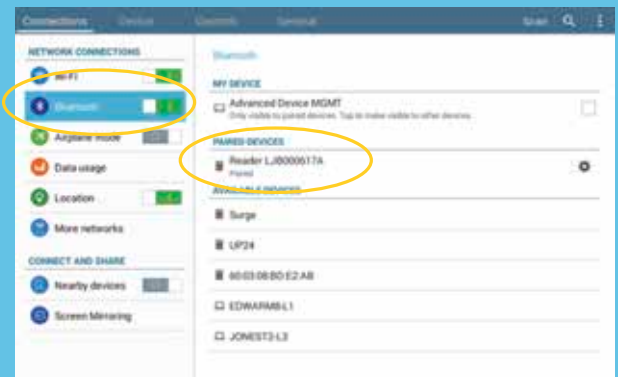 Connections Device Controls General
Scan
NETWORK CONNECTIONS
Wi-Fi
Bluetooth
Airplane mode
Data usage
Location
More networks
CONNECT AND SHARE
Nearby devices
Screen Mirroring
Bluetooth
MY DEVICE
Advanced Device MGMT
Only visible to paired devices. Tap to make visible to other devices.
PAIRED DEVICES
Reader LJB000617A
Paired
AVAILABLE DEVICES
Surge
UP24
60:03:08:BD:E2:AB
EDWARM8-L1
JONEST2-L3